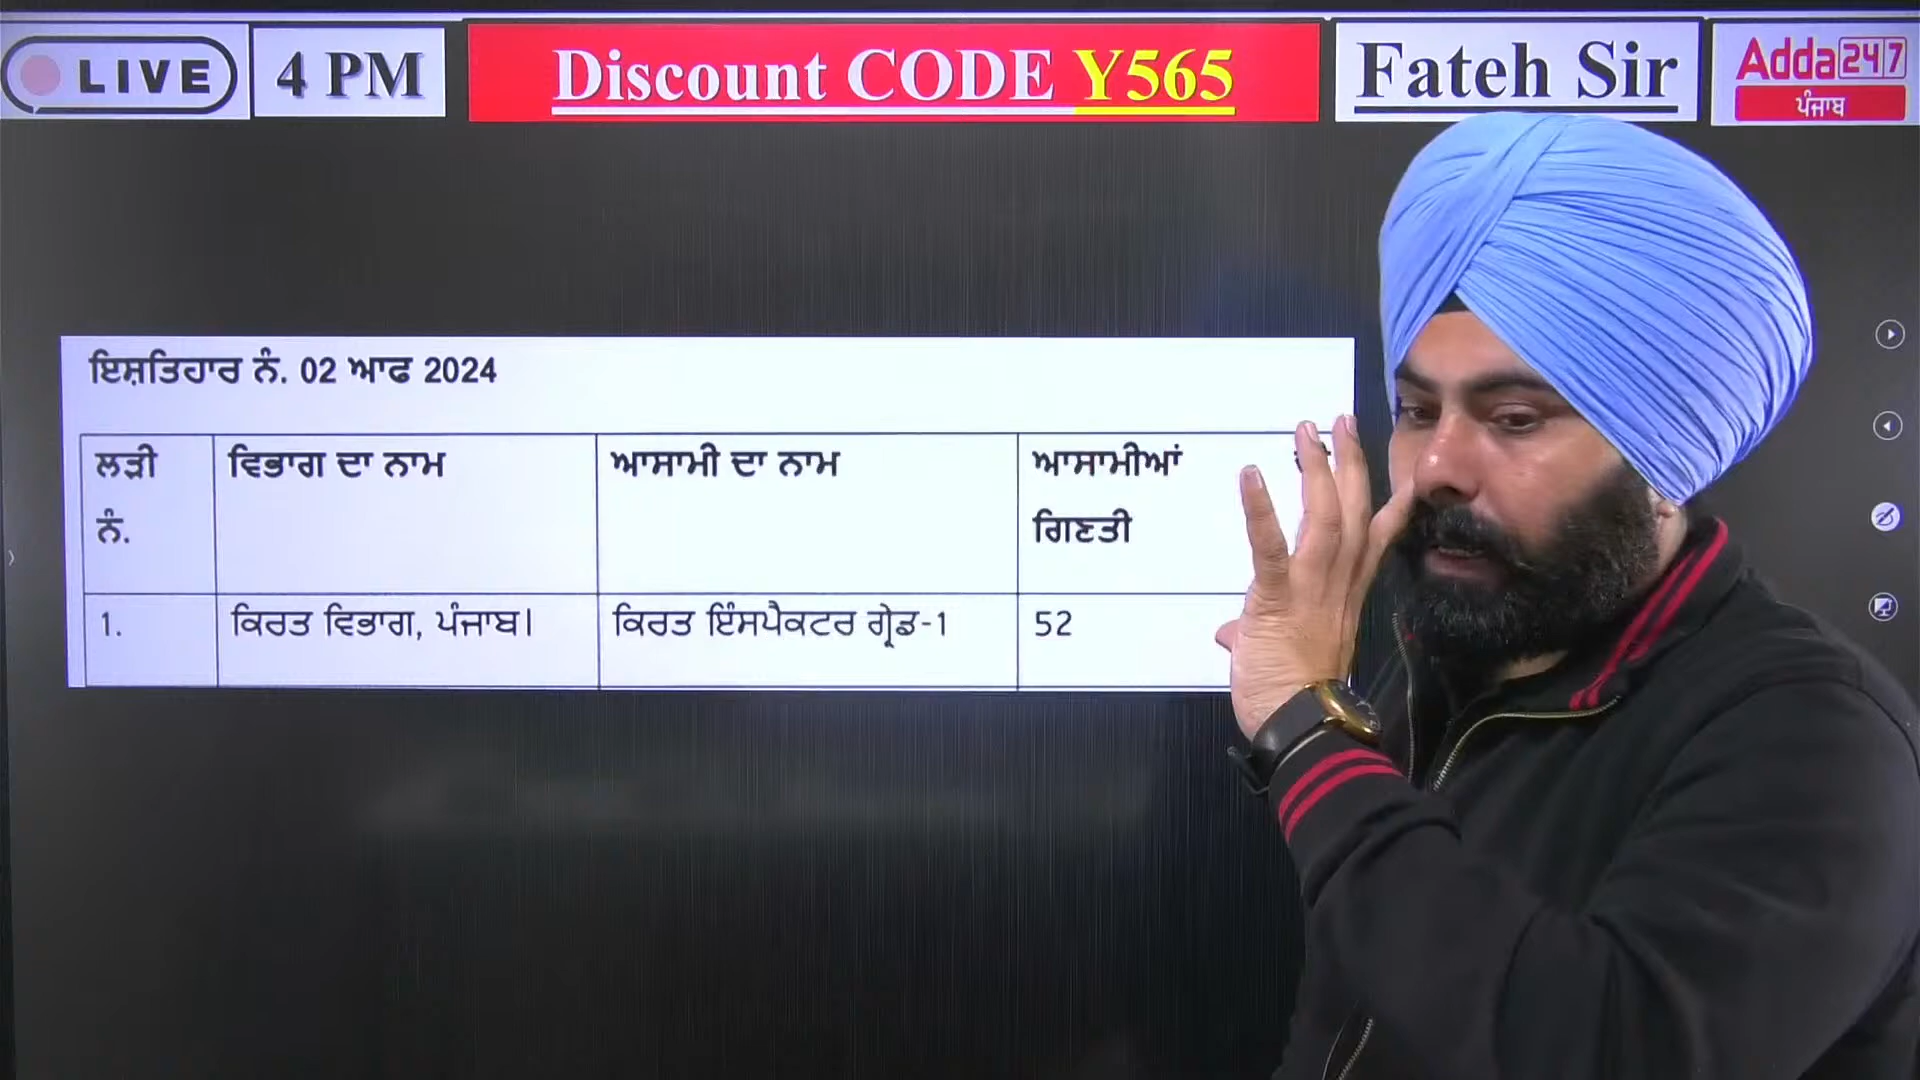 LIVE
4 PM
Discount CODE Y565
Fateh Sir
Adda247
ਪੰਜਾਬ
ਇਸ਼ਤਿਹਾਰ ਨੰ. 02 ਆਫ 2024
ਲੜੀ ਨੰ.
ਵਿਭਾਗ ਦਾ ਨਾਮ
ਆਸਾਮੀ ਦਾ ਨਾਮ
ਆਸਾਮੀਆਂ
ਗਿਣਤੀ
1.
ਕਿਰਤ ਵਿਭਾਗ, ਪੰਜਾਬ।
ਕਿਰਤ ਇੰਸਪੈਕਟਰ ਗ੍ਰੇਡ-1
52